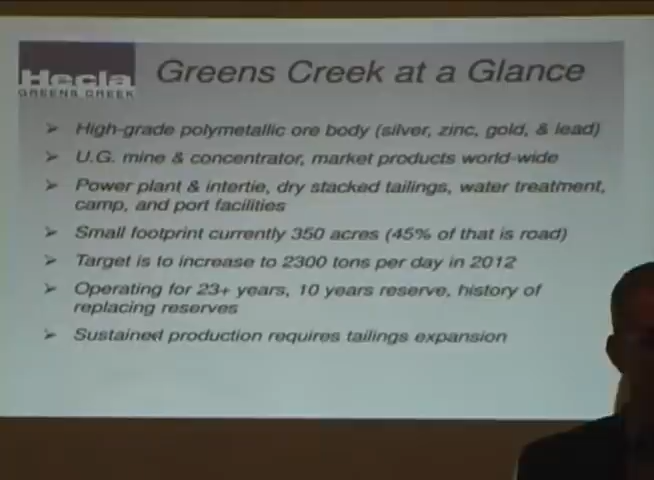 Hecla
GREENS CREEK
Greens Creek at a Glance
➢ High-grade polymetallic ore body (silver, zinc, gold, & lead)
➢ U.G. mine & concentrator, market products world-wide
➢ Power plant & intertie, dry stacked tailings, water treatment,
camp, and port facilities
➢ Small footprint currently 350 acres (45% of that is road)
➢ Target is to increase to 2300 tons per day in 2012
➢ Operating for 23+ years, 10 years reserve, history of
replacing reserves
➢ Sustained production requires tailings expansion